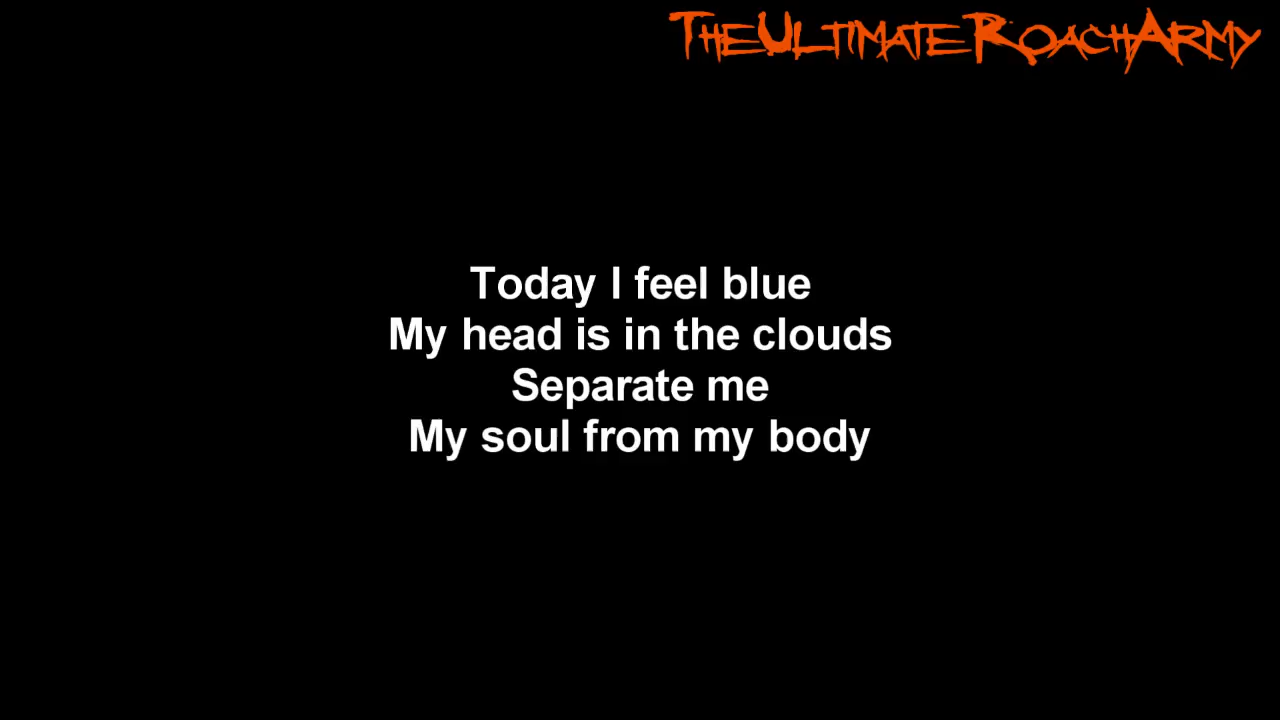 TheUltimateRoachArmy
Today I feel blue
My head is in the clouds
Separate me
My soul from my body